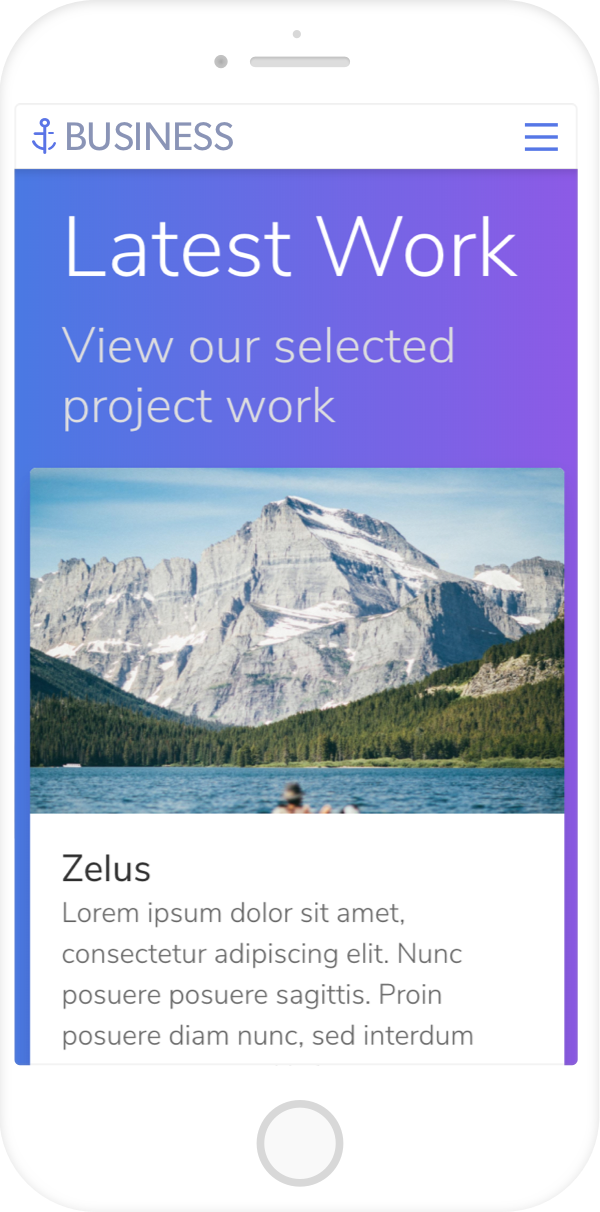 BUSINESS
Latest Work
View our selected
project work
Zelus
Lorem ipsum dolor sit amet,
consectetur adipiscing elit. Nunc
posuere posuere sagittis. Proin
posuere diam nunc, sed interdum